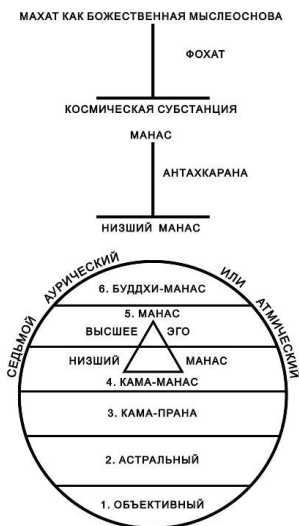 МАХАТ КАК БОЖЕСТВЕННАЯ МЫСЛЕОСНОВА
ФОХАТ
КОСМИЧЕСКАЯ СУБСТАНЦИЯ
МАНАС
АНТАХКАРАНА
НИЗШИЙ МАНАС
СЕДЬМОЙ АУРИЧЕСКИЙ ИЛИ АТМИЧЕСКИЙ
6. БУДДХИ-МАНАС
5. МАНАС
ВЫСШЕЕ ЭГО
НИЗШИЙ МАНАС
4. КАМА-МАНАС
3. КАМА-ПРАНА
2. АСТРАЛЬНЫЙ
1. ОБЪЕКТИВНЫЙ